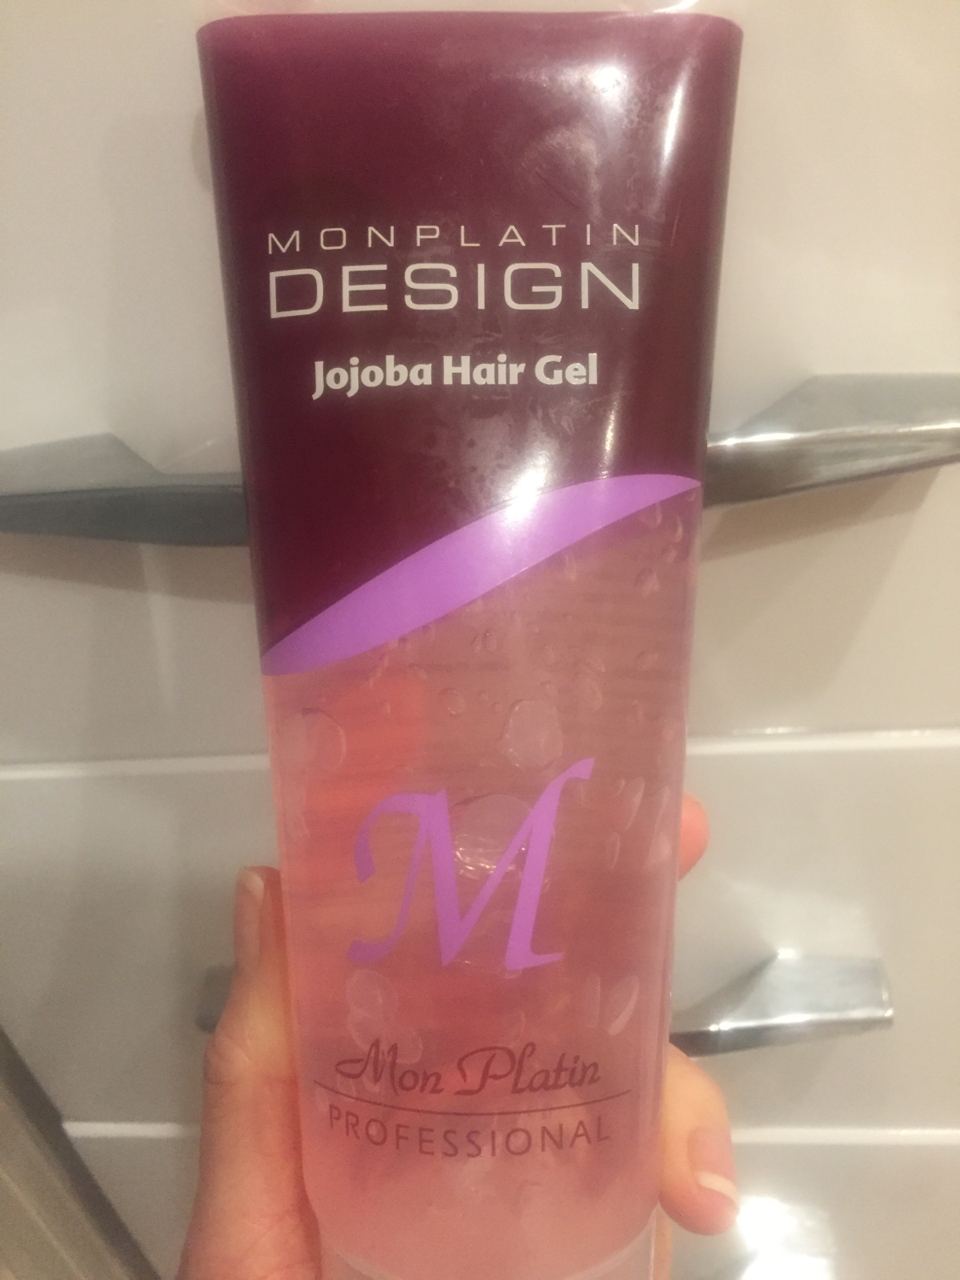 MONPLATIN
DESIGN
Jojoba Hair Gel
M
Mon Platin
PROFESSIONAL